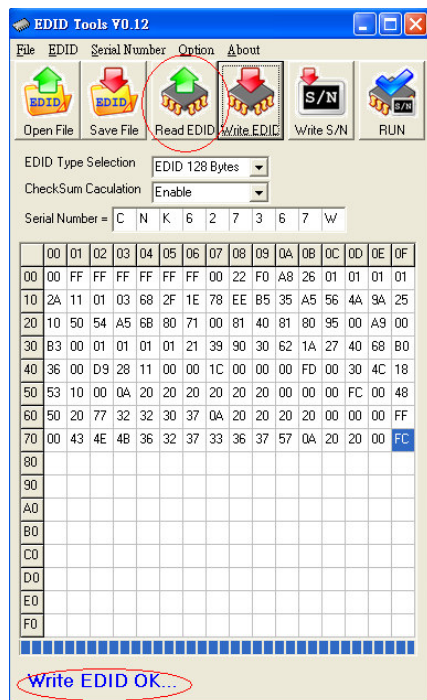 EDID Tools V0.12
File EDID Serial Number Option About
EDID EDID S/N S/N
Open File Save File Read EDID Write EDID Write S/N RUN
EDID Type Selection EDID 128 Bytes
CheckSum Caculation Enable
Serial Number = C N K 6 2 7 3 6 7 W
00 01 02 03 04 05 06 07 08 09 0A 0B 0C 0D 0E 0F
00 00 FF FF FF FF FF FF 00 22 F0 A8 26 01 01 01 01
10 2A 11 01 03 68 2F 1E 78 EE B5 35 A5 56 4A 9A 25
20 10 50 54 A5 6B 80 71 00 81 40 81 80 95 00 A9 00
30 B3 00 01 01 01 01 21 39 90 30 62 1A 27 40 68 B0
40 36 00 D9 28 11 00 00 1C 00 00 00 FD 00 30 4C 18
50 53 10 00 0A 20 20 20 20 20 20 00 00 00 FC 00 48
60 50 20 77 32 32 30 37 0A 20 20 20 20 00 00 00 FF
70 00 43 4E 4B 36 32 37 33 36 37 57 0A 20 20 00 FC
80
90
A0
B0
C0
D0
E0
F0
Write EDID OK...